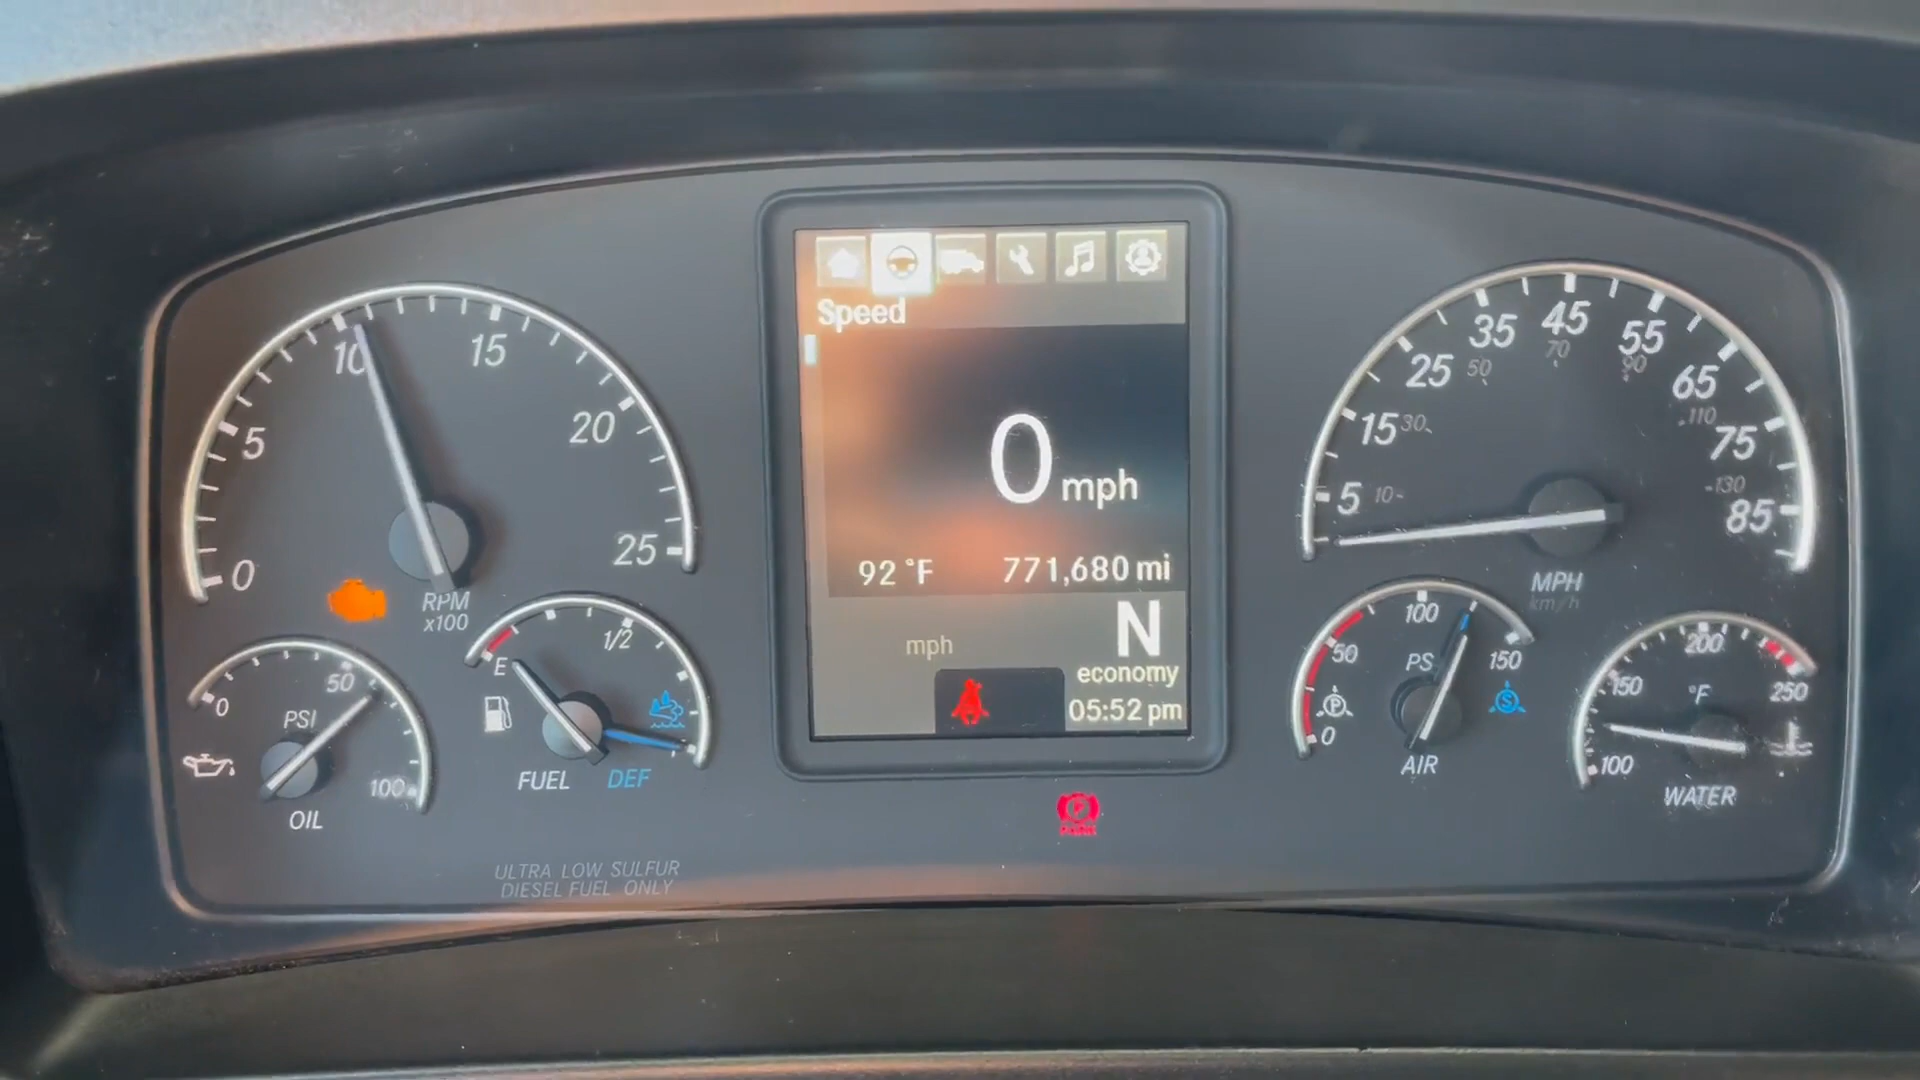 0
5
10
15
20
25
RPM
x100
0
50
100
PSI
OIL
E
1/2
FUEL
DEF
ULTRA LOW SULFUR
DIESEL FUEL ONLY
Speed
0 mph
92 °F 771,680 mi
mph
N
economy
05:52 pm
P
PARK
5 10
15 30
25
35 50
45 70
55 90
65
75 110
85 130
MPH
km/h
0
50
100
150
PSI
P
S
AIR
100
150
200
250
°F
WATER